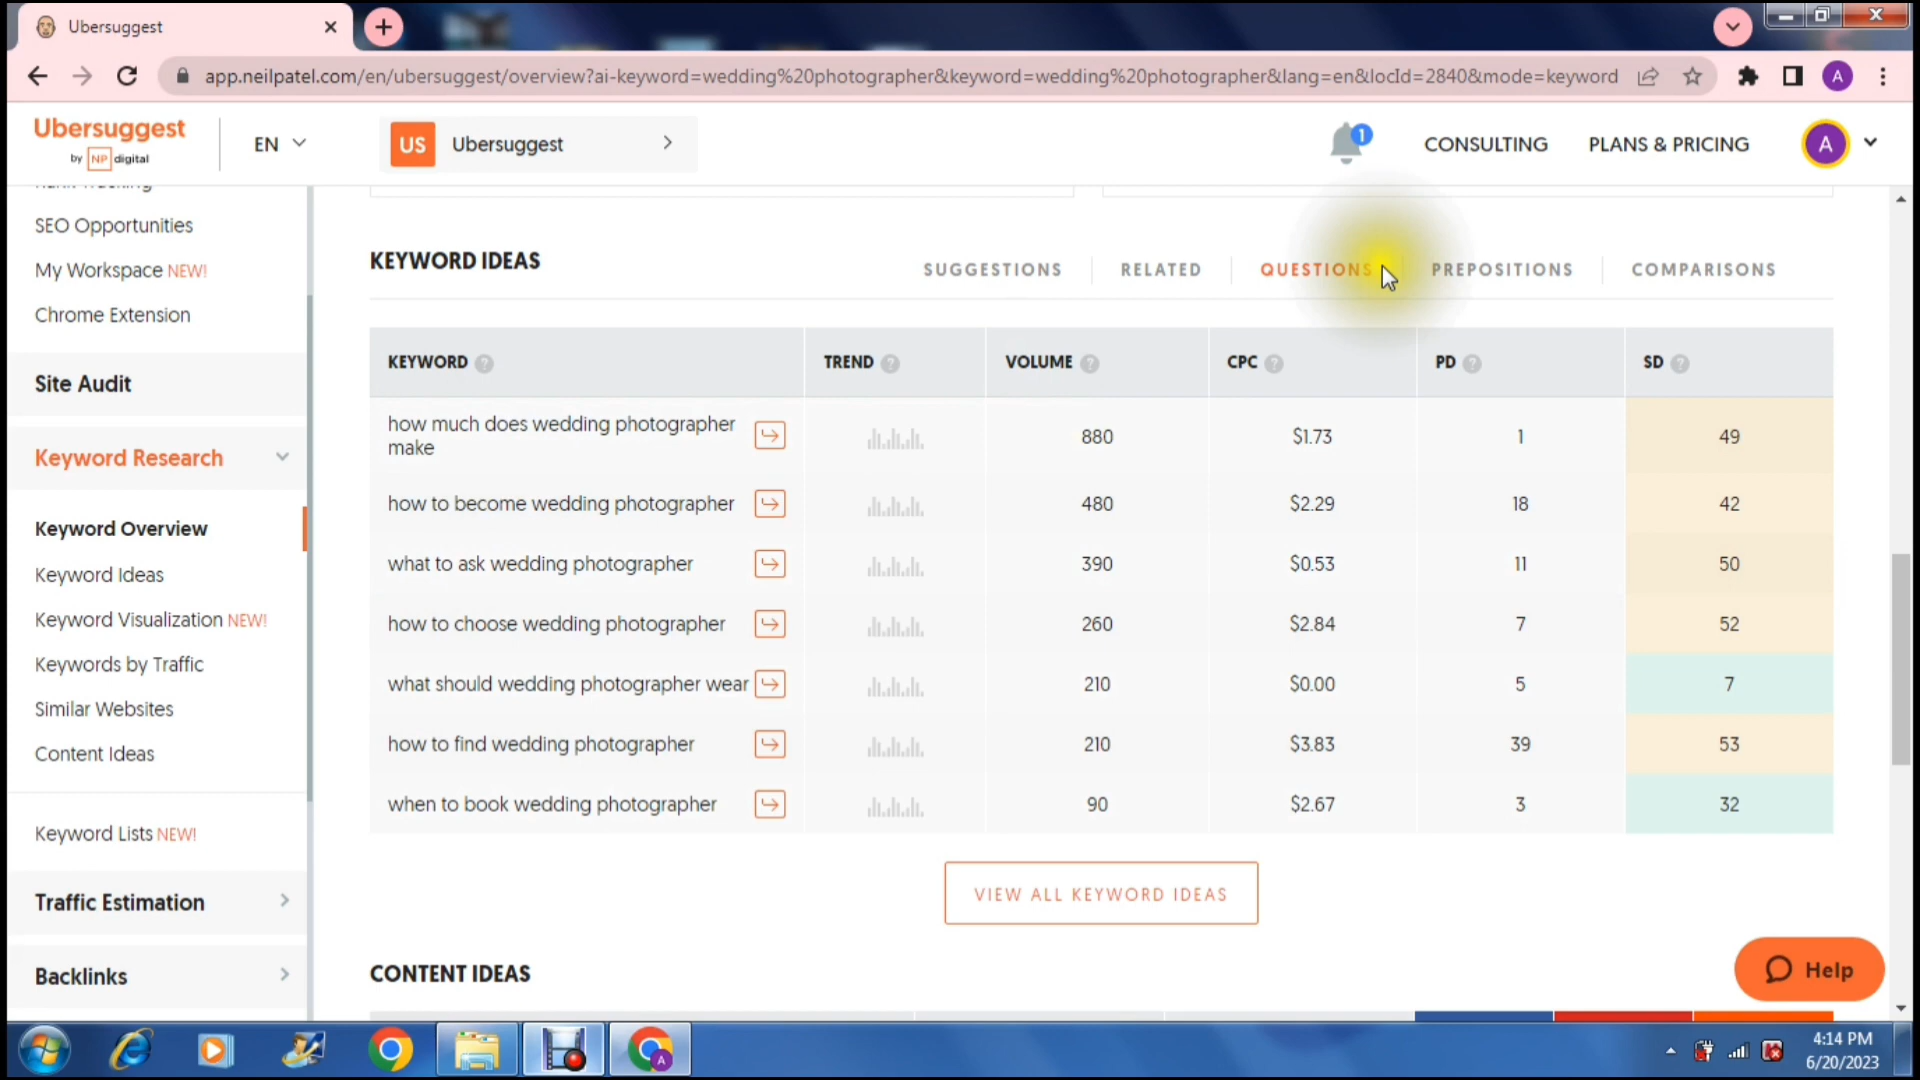 Ubersuggest
app.neilpatel.com/en/ubersuggest/overview?ai-keyword=wedding%20photographer&keyword=wedding%20photographer&lang=en&locId=2840&mode=keyword
A
Ubersuggest
by NP digital
EN
US Ubersuggest
1
CONSULTING
PLANS & PRICING
A
Rank Tracking
SEO Opportunities
My Workspace NEW!
Chrome Extension
Site Audit
Keyword Research
Keyword Overview
Keyword Ideas
Keyword Visualization NEW!
Keywords by Traffic
Similar Websites
Content Ideas
Keyword Lists NEW!
Traffic Estimation
Backlinks
KEYWORD IDEAS
SUGGESTIONS RELATED QUESTIONS PREPOSITIONS COMPARISONS
KEYWORD ? TREND ? VOLUME ? CPC ? PD ? SD ?
how much does wedding photographer
make 880 $1.73 1 49
how to become wedding photographer 480 $2.29 18 42
what to ask wedding photographer 390 $0.53 11 50
how to choose wedding photographer 260 $2.84 7 52
what should wedding photographer wear 210 $0.00 5 7
how to find wedding photographer 210 $3.83 39 53
when to book wedding photographer 90 $2.67 3 32
VIEW ALL KEYWORD IDEAS
CONTENT IDEAS
Help
A
4:14 PM
6/20/2023